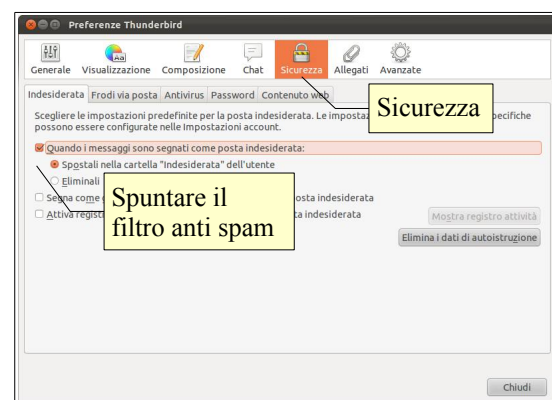 Preferenze Thunderbird
Generale Visualizzazione Composizione Chat Sicurezza Allegati Avanzate
Indesiderata Frodi via posta Antivirus Password Contenuto web
Sicurezza
Scegliere le impostazioni predefinite per la posta indesiderata. Le specifiche
possono essere configurate nelle Impostazioni account.
Quando i messaggi sono segnati come posta indesiderata:
Spostali nella cartella "Indesiderata" dell'utente
Eliminali
Segna come posta indesiderata
Attiva indesiderata
Spuntare il
filtro anti spam
Mostra registro attività
Elimina i dati di autoistruzione
Chiudi